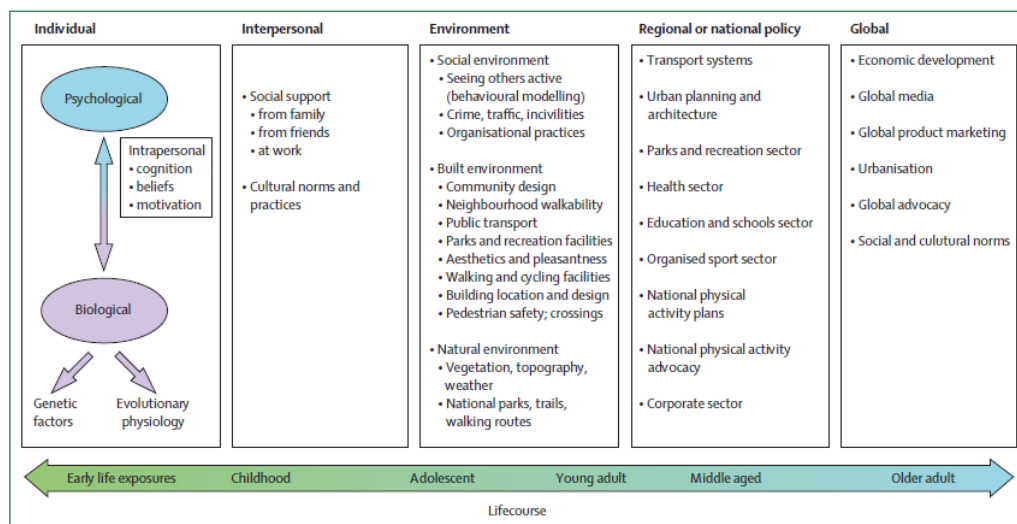 Individual
Psychological
Intrapersonal
• cognition
• beliefs
• motivation
Biological
Genetic
factors
Evolutionary
physiology
Interpersonal
• Social support
• from family
• from friends
• at work
• Cultural norms and
practices
Environment
• Social environment
• Seeing others active
(behavioural modelling)
• Crime, traffic, incivilities
• Organisational practices
• Built environment
• Community design
• Neighbourhood walkability
• Public transport
• Parks and recreation facilities
• Aesthetics and pleasantness
• Walking and cycling facilities
• Building location and design
• Pedestrian safety; crossings
• Natural environment
• Vegetation, topography,
weather
• National parks, trails,
walking routes
Regional or national policy
• Transport systems
• Urban planning and
architecture
• Parks and recreation sector
• Health sector
• Education and schools sector
• Organised sport sector
• National physical
activity plans
• National physical activity
advocacy
• Corporate sector
Global
• Economic development
• Global media
• Global product marketing
• Urbanisation
• Global advocacy
• Social and culutural norms
Early life exposures
Childhood
Adolescent
Young adult
Middle aged
Older adult
Lifecourse